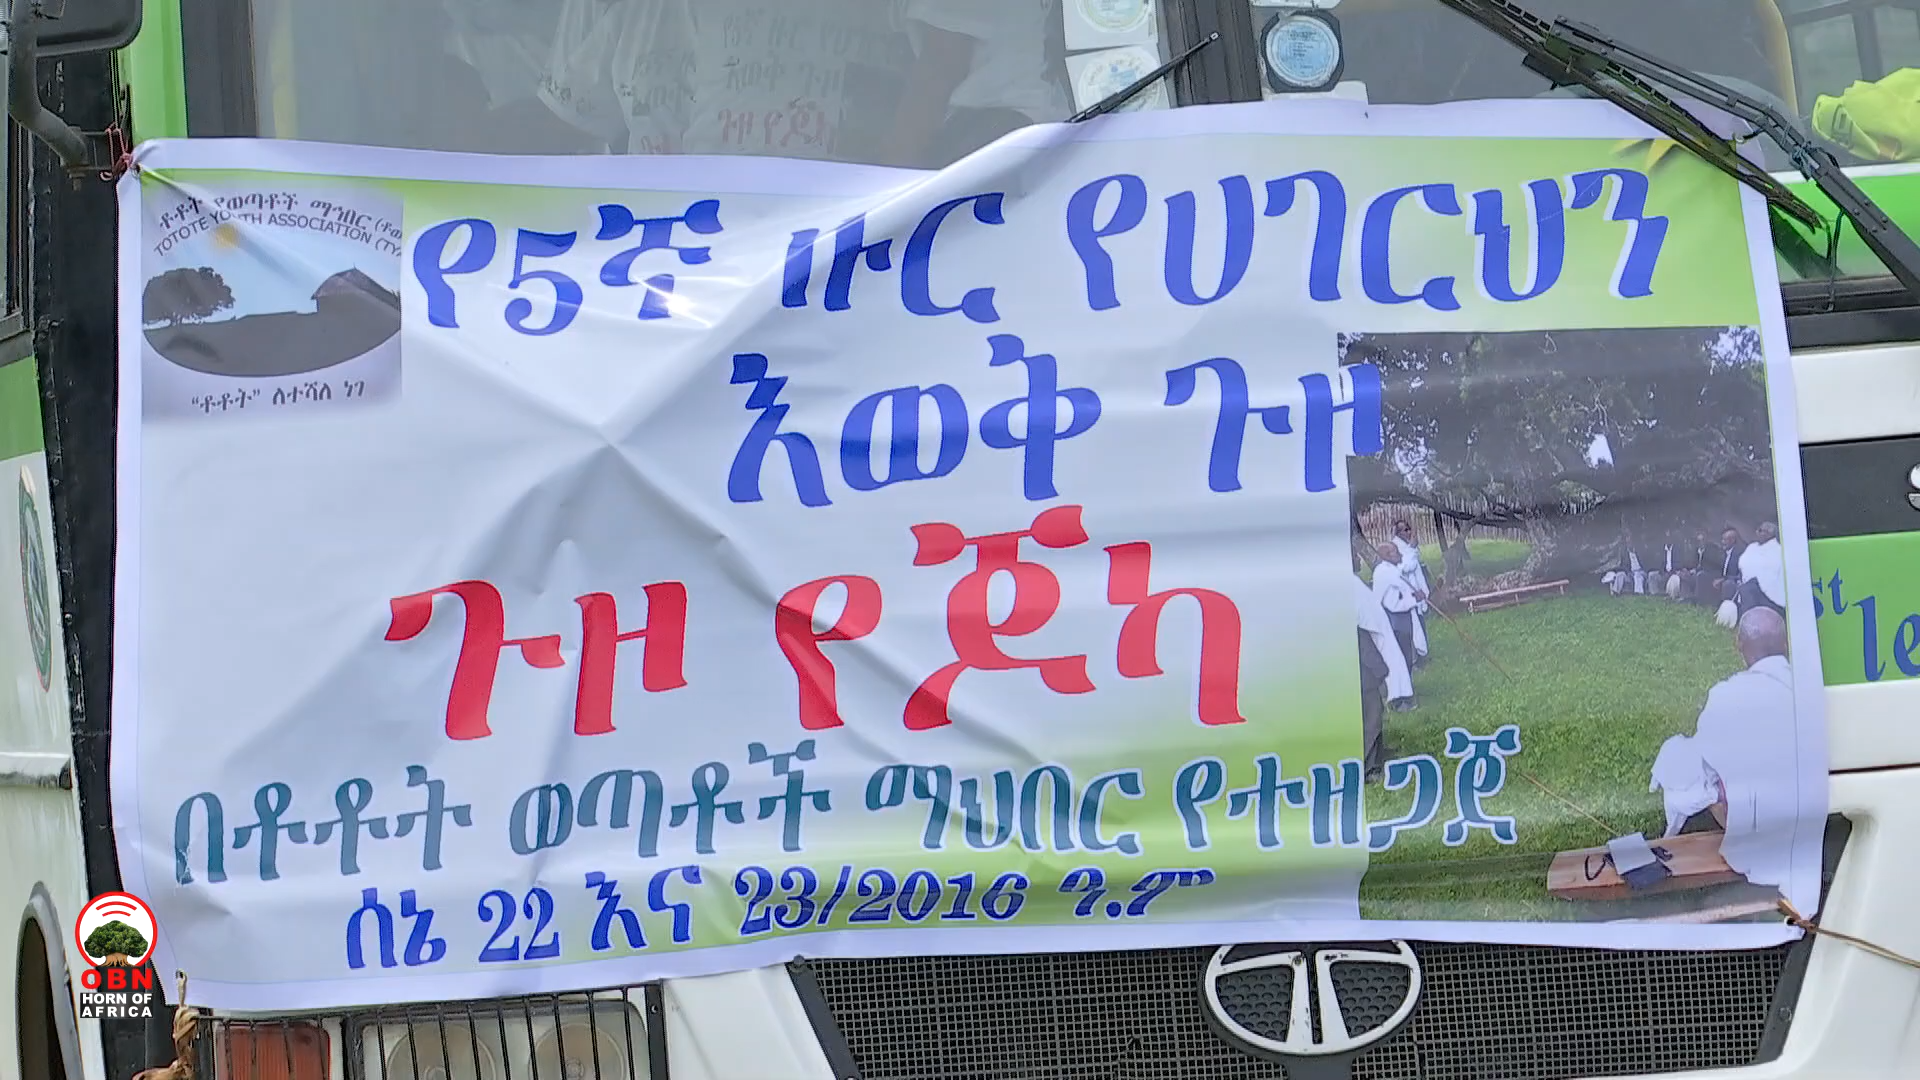 ቶቶት የወጣቶች ማኅበር
TOTOTE YOUTH ASSOCIATION
"ቶቶት" ለተሻለ ነገ
የ5ኛ ዙር የሀገርህን
እወቅ ጉዞ
ጉዞ የጆካ
በቶቶት ወጣቶች ማህበር የተዘጋጀ
ሰኔ 22 እና 23/2016 ዓ.ም
OBN
HORN OF
AFRICA